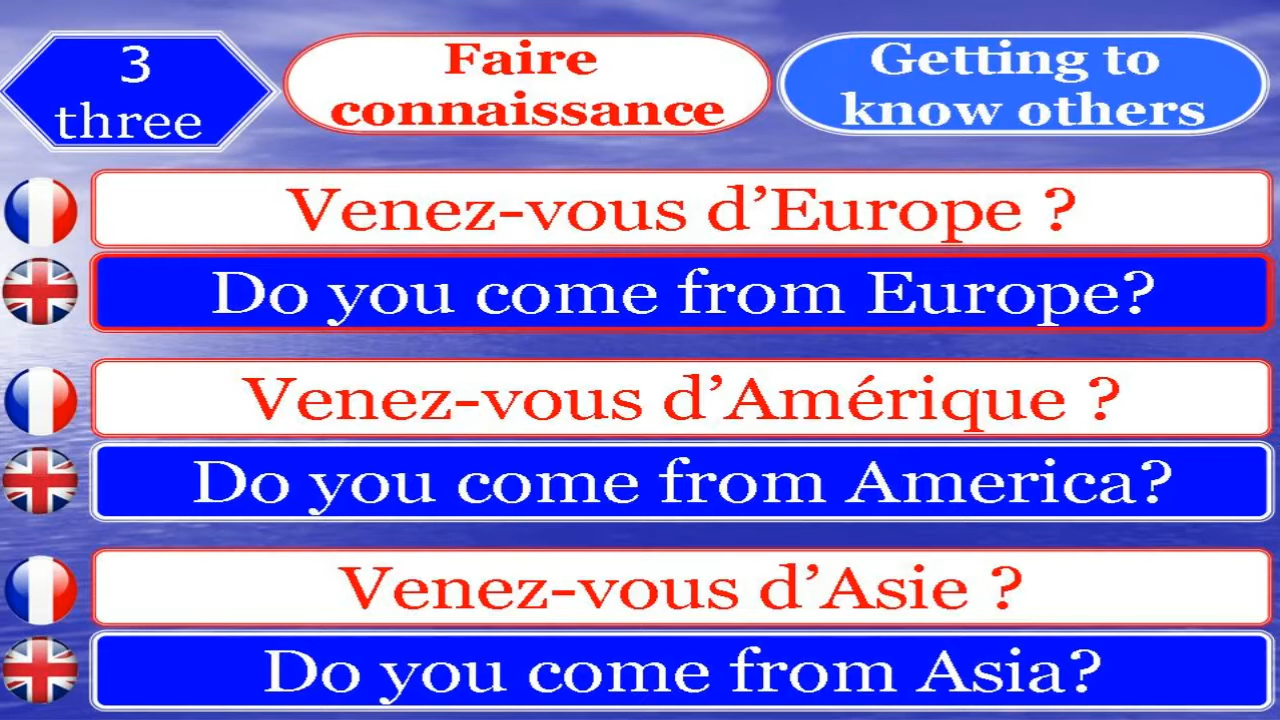 3
three
Faire
connaissance
Getting to
know others
Venez-vous d’Europe ?
Do you come from Europe?
Venez-vous d’Amérique ?
Do you come from America?
Venez-vous d’Asie ?
Do you come from Asia?